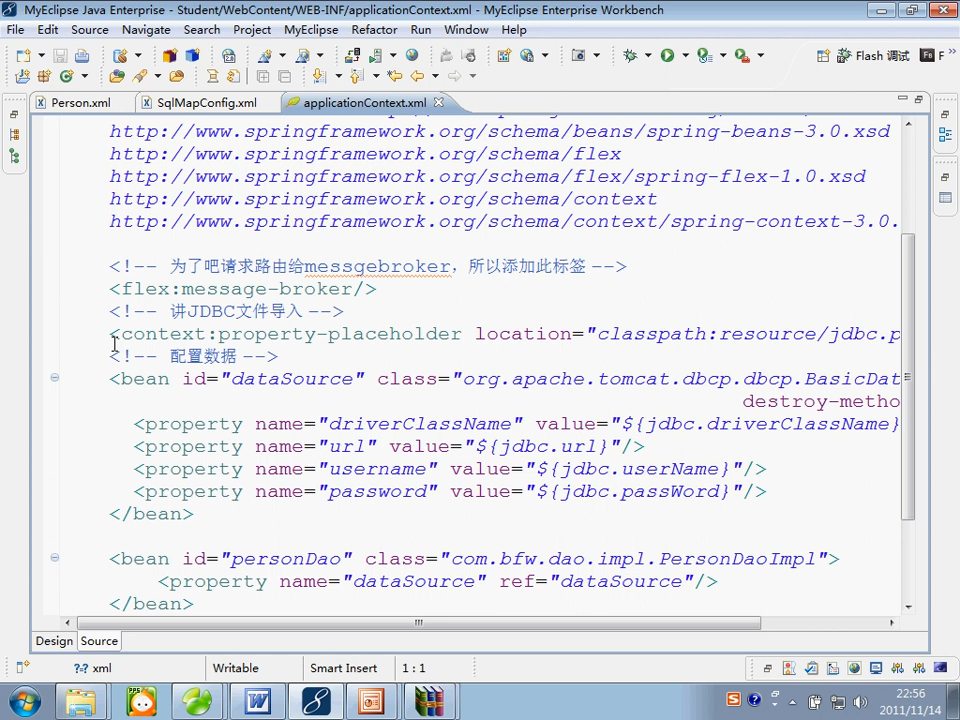 MyEclipse Java Enterprise - Student/WebContent/WEB-INF/applicationContext.xml - MyEclipse Enterprise Workbench
File Edit Source Navigate Search Project MyEclipse Refactor Run Window Help
Flash 调试 F
Person.xml SqlMapConfig.xml applicationContext.xml
http://www.springframework.org/schema/beans/spring-beans-3.0.xsd
http://www.springframework.org/schema/flex
http://www.springframework.org/schema/flex/spring-flex-1.0.xsd
http://www.springframework.org/schema/context
http://www.springframework.org/schema/context/spring-context-3.0.
<!-- 为了吧请求路由给messgebroker，所以添加此标签 -->
<flex:message-broker/>
<!-- 讲JDBC文件导入 -->
<context:property-placeholder location="classpath:resource/jdbc.p
<!-- 配置数据 -->
<bean id="dataSource" class="org.apache.tomcat.dbcp.dbcp.BasicDat
destroy-metho
<property name="driverClassName" value="${jdbc.driverClassName}
<property name="url" value="${jdbc.url}"/>
<property name="username" value="${jdbc.userName}"/>
<property name="password" value="${jdbc.passWord}"/>
</bean>
<bean id="personDao" class="com.bfw.dao.impl.PersonDaoImpl">
<property name="dataSource" ref="dataSource"/>
</bean>
Design Source
xml Writable Smart Insert 1 : 1
22:56
2011/11/14